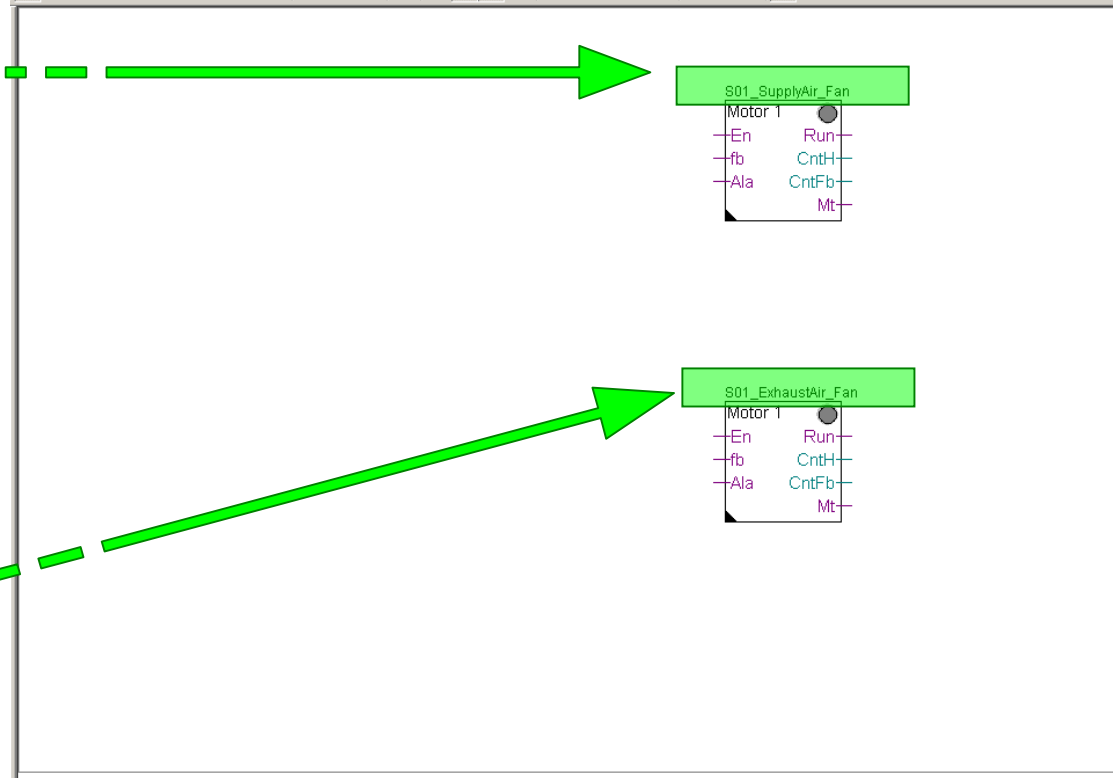 S01_SupplyAir_Fan
Motor 1
En Run
fb CntH
Ala CntFb
Mt
S01_ExhaustAir_Fan
Motor 1
En Run
fb CntH
Ala CntFb
Mt